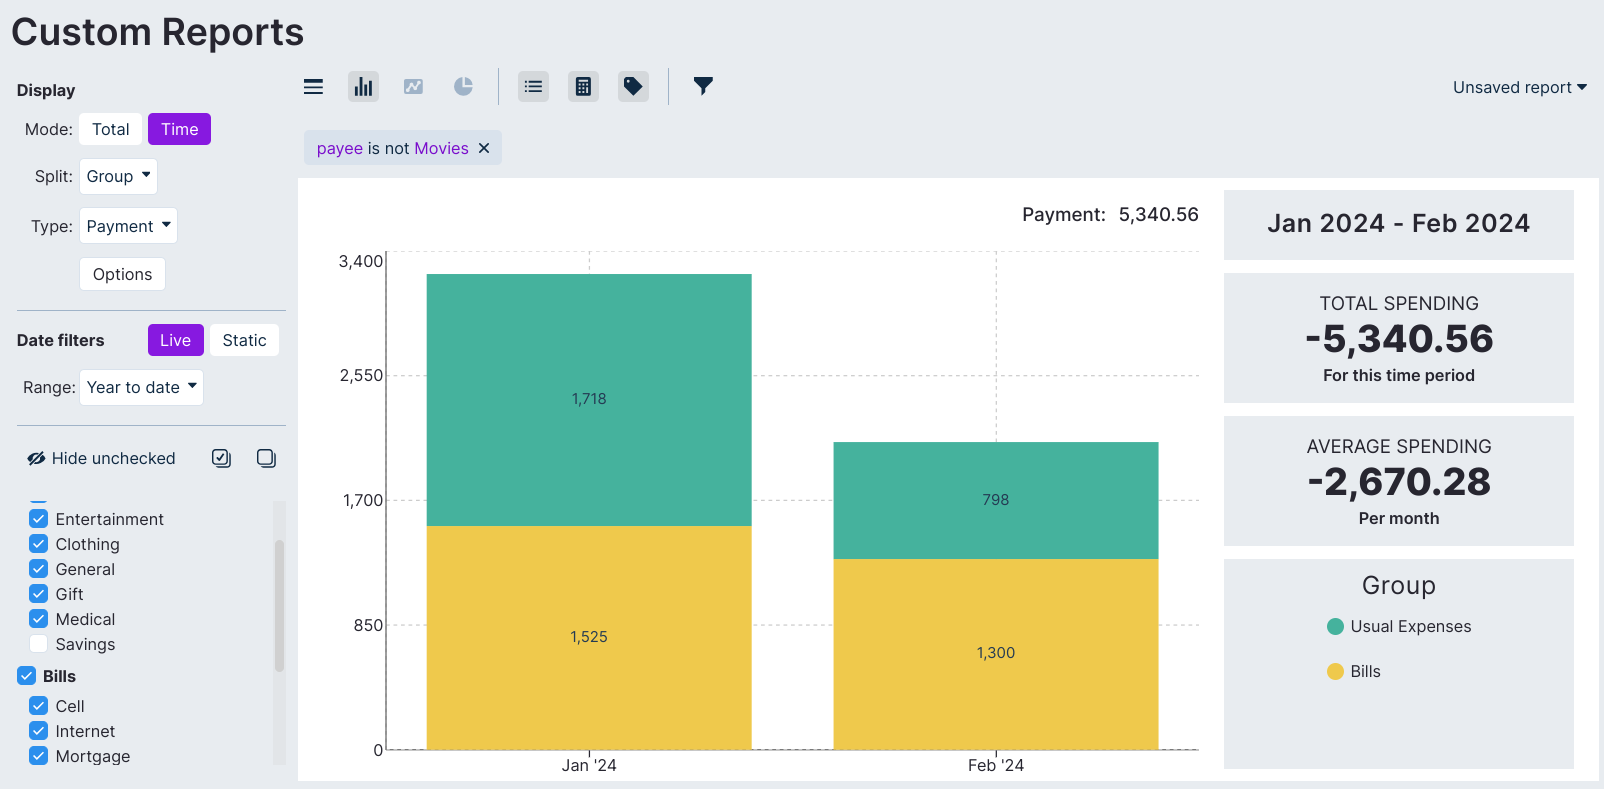 Custom Reports
Display
Mode: Total Time
Split: Group
Type: Payment
Options
Date filters Live Static
Range: Year to date
Hide unchecked
Entertainment
Clothing
General
Gift
Medical
Savings
Bills
Cell
Internet
Mortgage
Unsaved report
payee is not Movies
Payment: 5,340.56
3,400
2,550
1,700
850
0
1,718
1,525
798
1,300
Jan '24
Feb '24
Jan 2024 - Feb 2024
TOTAL SPENDING
-5,340.56
For this time period
AVERAGE SPENDING
-2,670.28
Per month
Group
Usual Expenses
Bills